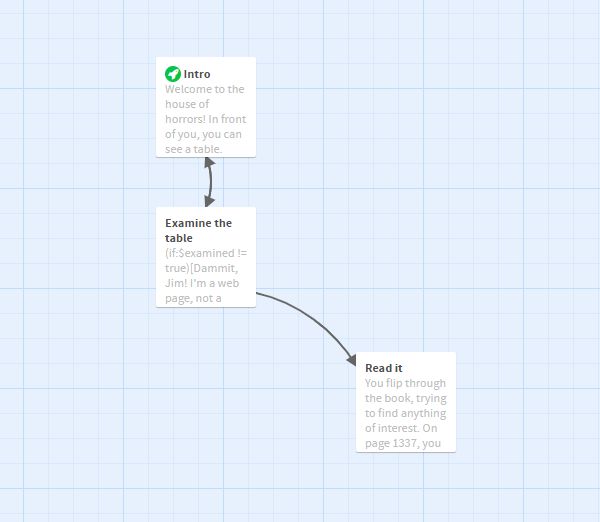 Intro
Welcome to the
house of
horrors! In front
of you, you can
see a table.
Examine the
table
(if:$examined !=
true)[Dammit,
Jim! I'm a web
page, not a
Read it
You flip through
the book, trying
to find anything
of interest. On
page 1337, you